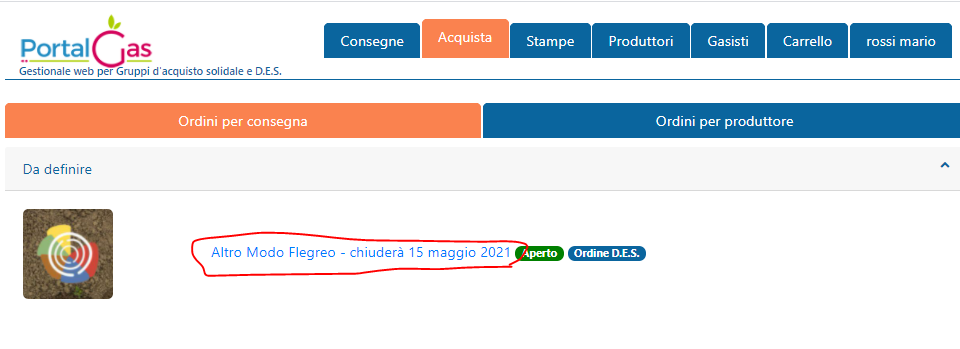 PortalGas
Gestionale web per Gruppi d'acquisto solidale e D.E.S.
Consegne Acquista Stampe Produttori Gasisti Carrello rossi mario
Ordini per consegna Ordini per produttore
Da definire
Altro Modo Flegreo - chiuderà 15 maggio 2021 Aperto Ordine D.E.S.